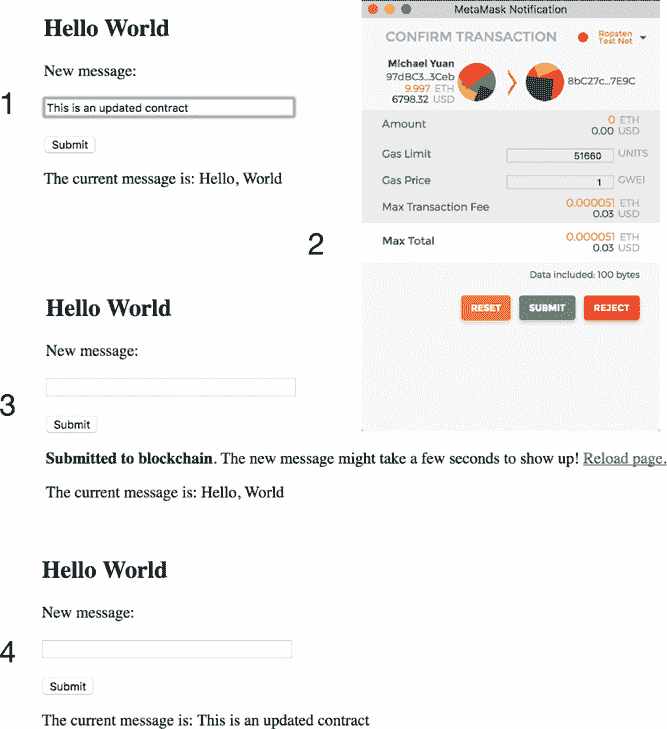 1
Hello World
New message:
This is an updated contract
Submit
The current message is: Hello, World
2
MetaMask Notification
CONFIRM TRANSACTION
Ropsten
Test Net
Michael Yuan
97dBC3...3Ceb
9.997 ETH
6798.32 USD
8bC27c...7E9C
Amount
0 ETH
0.00 USD
Gas Limit
51660 UNITS
Gas Price
1 GWEI
Max Transaction Fee
0.000051 ETH
0.03 USD
Max Total
0.000051 ETH
0.03 USD
Data included: 100 bytes
RESET SUBMIT REJECT
3
Hello World
New message:
Submit
Submitted to blockchain. The new message might take a few seconds to show up! Reload page.
The current message is: Hello, World
4
Hello World
New message:
Submit
The current message is: This is an updated contract